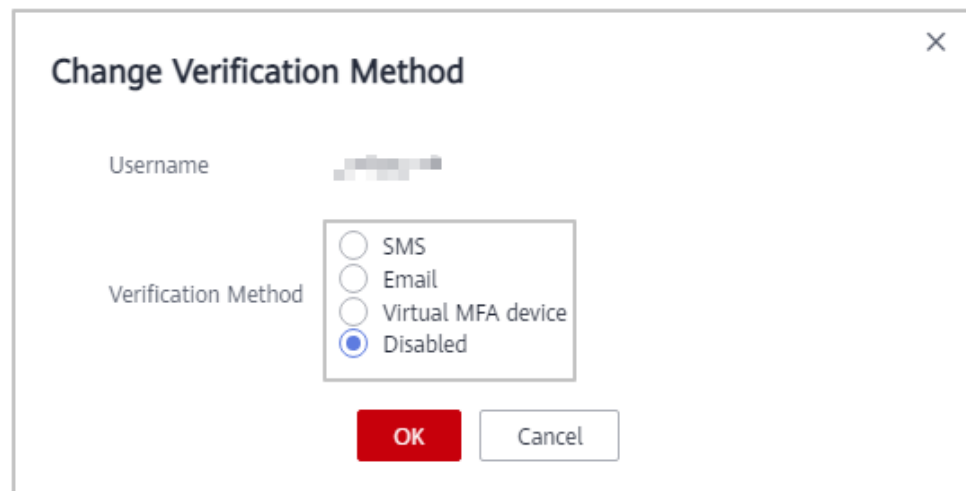 Change Verification Method
Username
Verification Method
SMS
Email
Virtual MFA device
Disabled
OK
Cancel